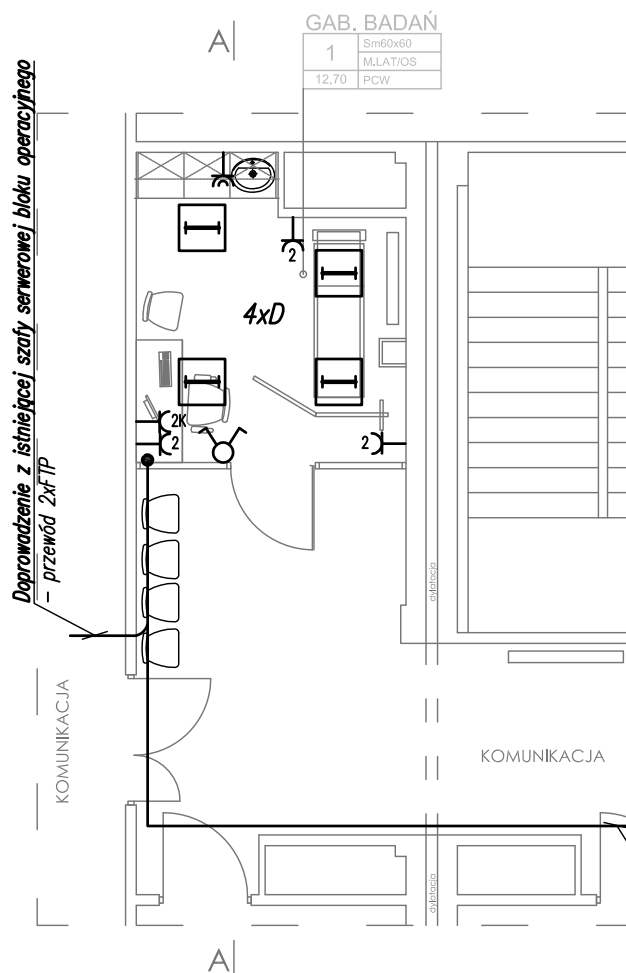 GAB. BADAŃ
1
Sm60x60
M.LAT/OS
12,70
PCW
A
Doprowadzenie z istniejącej szafy serwerowej bloku operacyjnego
- przewód 2xFTP
2
4xD
2K
2
2
dylatacja
KOMUNIKACJA
KOMUNIKACJA
dylatacja
A